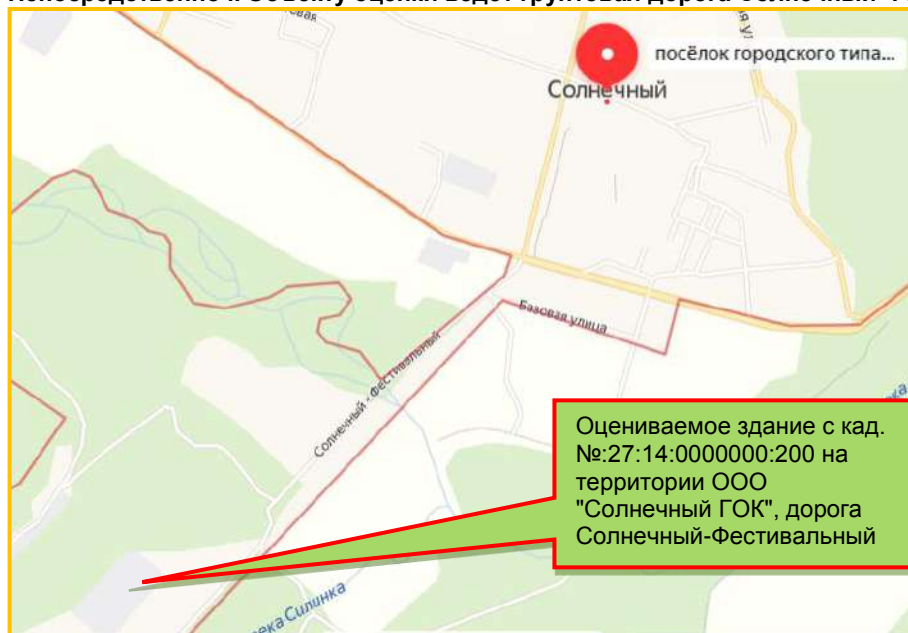 посёлок городского типа...
Солнечный
Базовая улица
Солнечный - Фестивальный
Оцениваемое здание с кад.
№:27:14:0000000:200 на
территории ООО
"Солнечный ГОК", дорога
Солнечный-Фестивальный
река Силинка